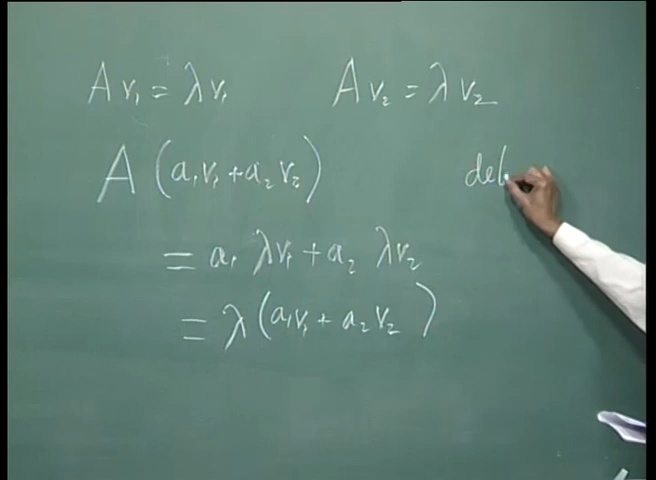 Av₁ = λv₁    Av₂ = λv₂
A(a₁v₁ + a₂v₂)    det
= a₁ λv₁ + a₂ λv₂
= λ(a₁v₁ + a₂v₂)